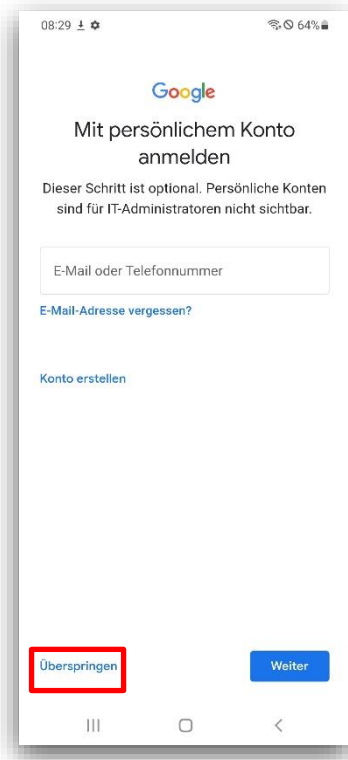 08:29 64%
Google
Mit persönlichem Konto
anmelden
Dieser Schritt ist optional. Persönliche Konten
sind für IT-Administratoren nicht sichtbar.
E-Mail oder Telefonnummer
E-Mail-Adresse vergessen?
Konto erstellen
Überspringen Weiter